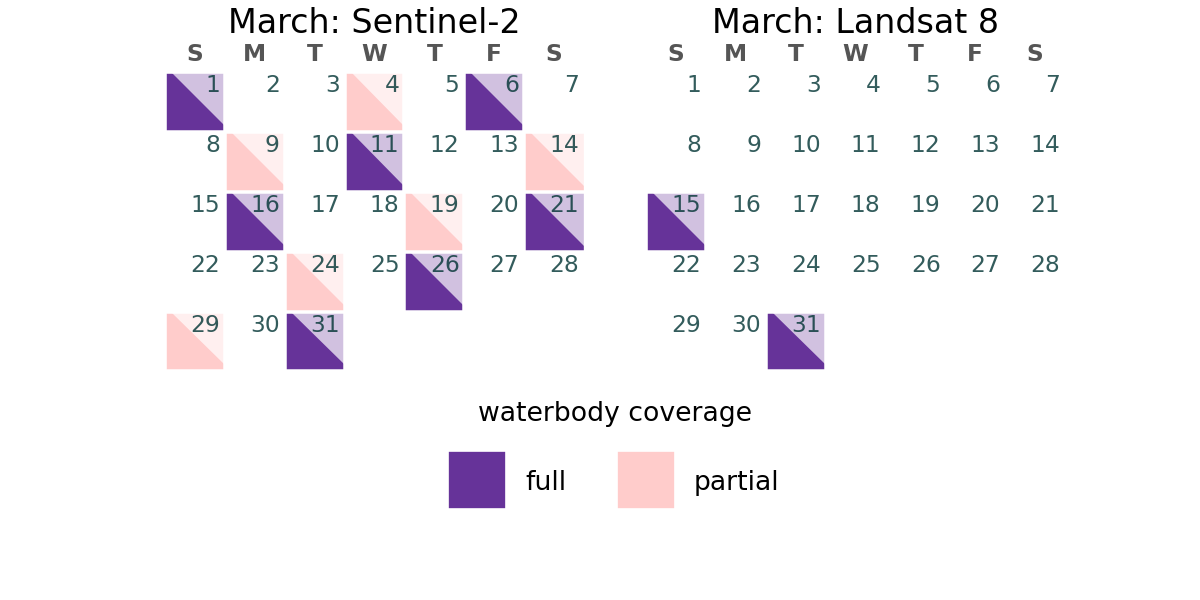 March: Sentinel-2
S M T W T F S
1 2 3 4 5 6 7
8 9 10 11 12 13 14
15 16 17 18 19 20 21
22 23 24 25 26 27 28
29 30 31
March: Landsat 8
S M T W T F S
1 2 3 4 5 6 7
8 9 10 11 12 13 14
15 16 17 18 19 20 21
22 23 24 25 26 27 28
29 30 31
waterbody coverage
full
partial